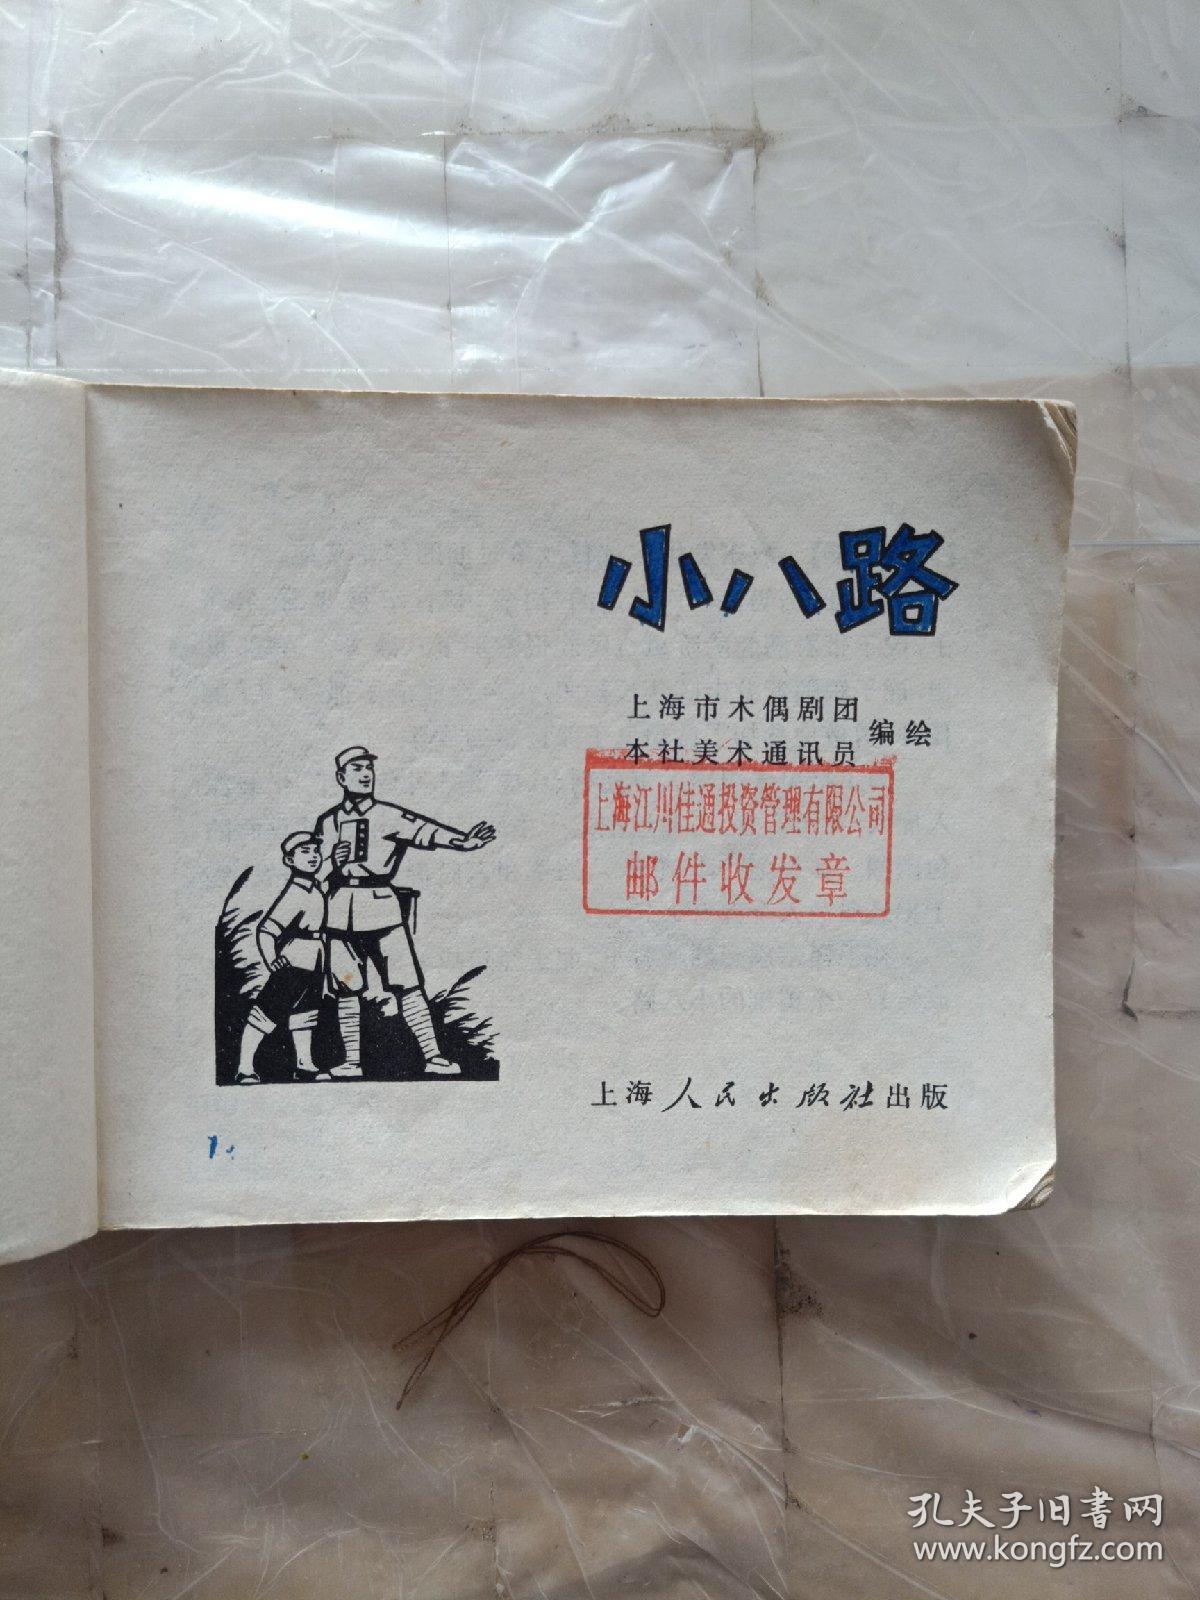 小八路
上海市木偶剧团
本社美术通讯员
编绘
上海江川佳通投资管理有限公司
邮件收发章
上海人民出版社出版
孔夫子旧书网
www.kongfz.com